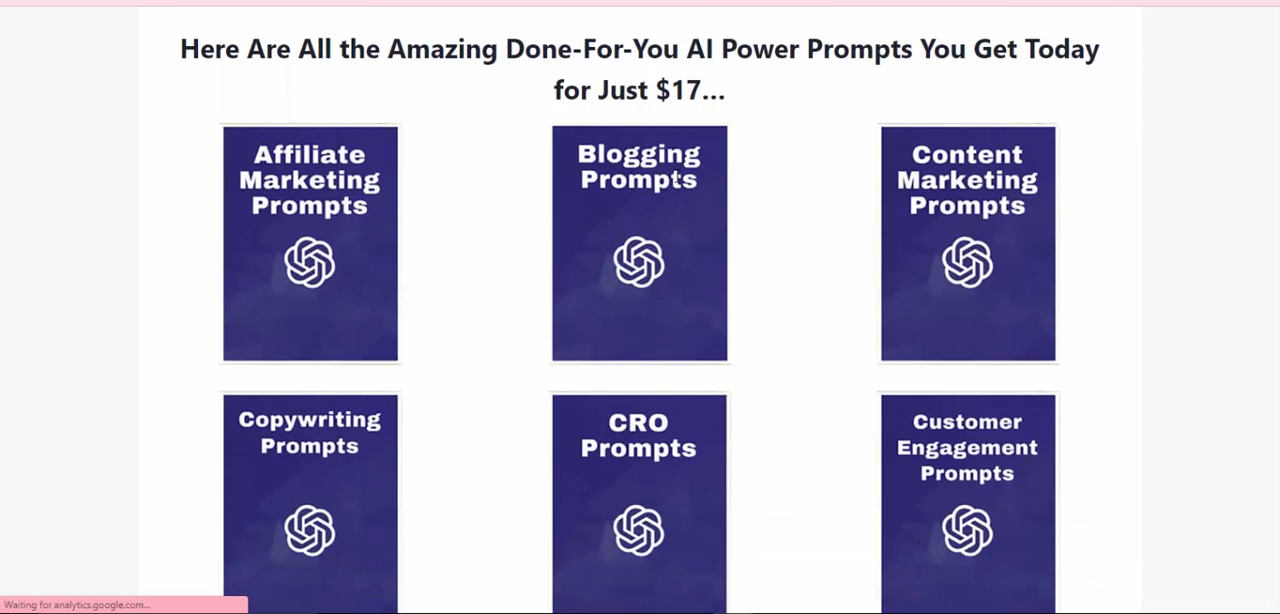 Here Are All the Amazing Done-For-You AI Power Prompts You Get Today
for Just $17...
Affiliate
Marketing
Prompts
Blogging
Prompts
Content
Marketing
Prompts
Copywriting
Prompts
CRO
Prompts
Customer
Engagement
Prompts
Waiting for analytics.google.com...